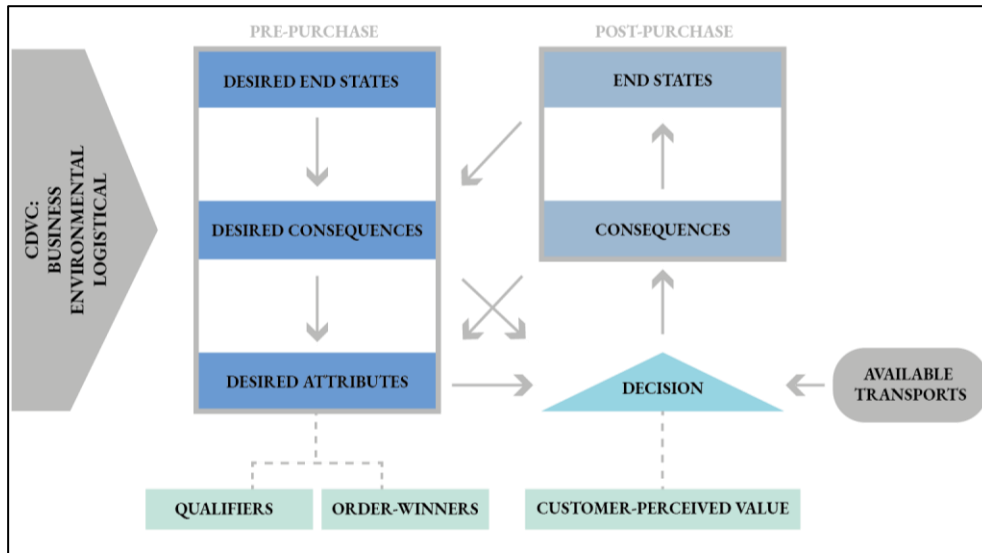 PRE-PURCHASE
POST-PURCHASE
CDVC:
BUSINESS
ENVIRONMENTAL
LOGISTICAL
DESIRED END STATES
END STATES
DESIRED CONSEQUENCES
CONSEQUENCES
DESIRED ATTRIBUTES
DECISION
AVAILABLE
TRANSPORTS
QUALIFIERS
ORDER-WINNERS
CUSTOMER-PERCEIVED VALUE